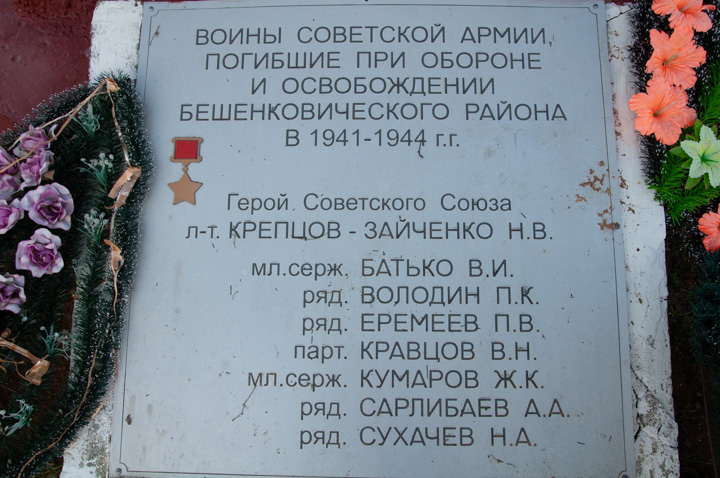 ВОИНЫ СОВЕТСКОЙ АРМИИ,
ПОГИБШИЕ ПРИ ОБОРОНЕ
И ОСВОБОЖДЕНИИ
БЕШЕНКОВИЧЕСКОГО РАЙОНА
В 1941-1944 г.г.
Герой Советского Союза
л-т. КРЕПЦОВ - ЗАЙЧЕНКО Н.В.
мл.серж. БАТЬКО В.И.
ряд. ВОЛОДИН П.К.
ряд. ЕРЕМЕЕВ П.В.
парт. КРАВЦОВ В.Н.
мл.серж. КУМАРОВ Ж.К.
ряд. САРЛИБАЕВ А.А.
ряд. СУХАЧЕВ Н.А.